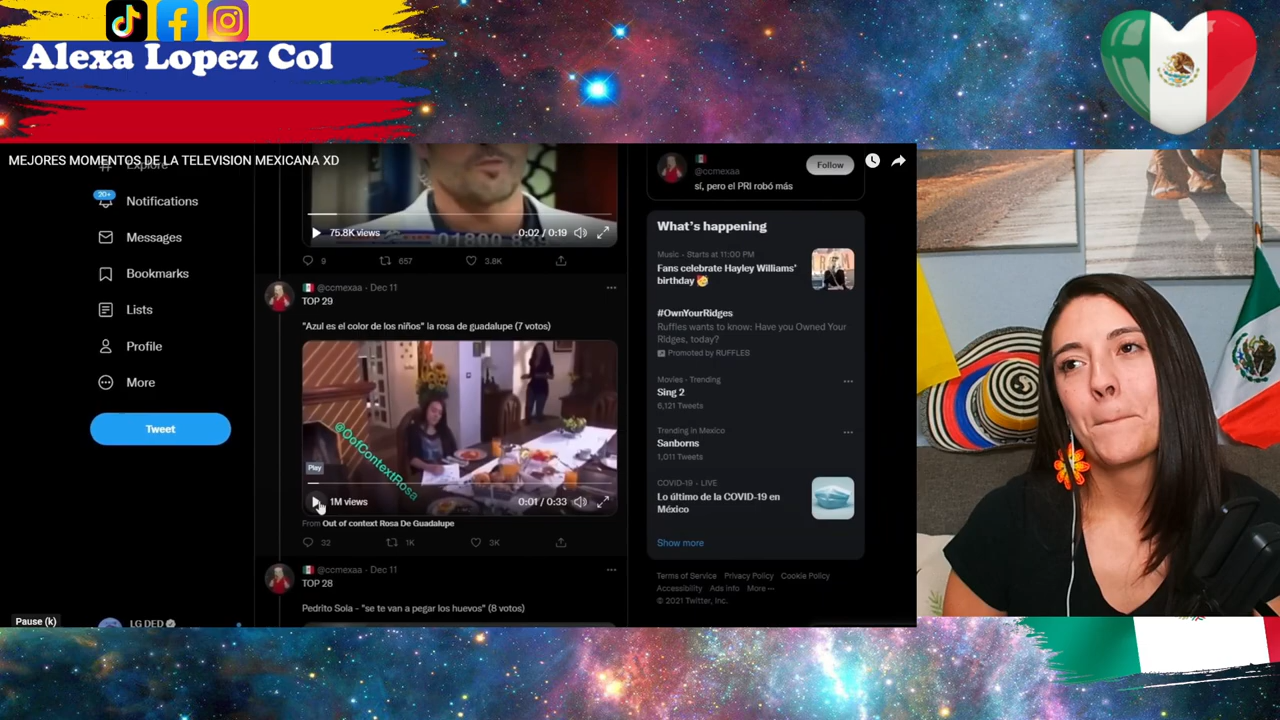 Alexa Lopez Col
MEJORES MOMENTOS DE LA TELEVISION MEXICANA XD
Explore
20+
Notifications
Messages
Bookmarks
Lists
Profile
More
Tweet
LG DED
Pause (k)
75.8K views
0:02 / 0:19
9
657
3.8K
@ccmexaa · Dec 11
TOP 29
"Azul es el color de los niños" la rosa de guadalupe (7 votos)
@OofContextRosa
Play
1M views
0:01 / 0:33
From Out of context Rosa De Guadalupe
32
1K
3K
@ccmexaa · Dec 11
TOP 28
Pedrito Sola - "se te van a pegar los huevos" (8 votos)
@ccmexaa
Follow
sí, pero el PRI robó más
What's happening
Music · Starts at 11:00 PM
Fans celebrate Hayley Williams'
birthday
#OwnYourRidges
Ruffles wants to know: Have you Owned Your
Ridges, today?
Promoted by RUFFLES
Movies · Trending
Sing 2
6,121 Tweets
Trending in Mexico
Sanborns
1,011 Tweets
COVID-19 · LIVE
Lo último de la COVID-19 en
México
Show more
Terms of Service Privacy Policy Cookie Policy
Accessibility Ads info More ···
© 2021 Twitter, Inc.